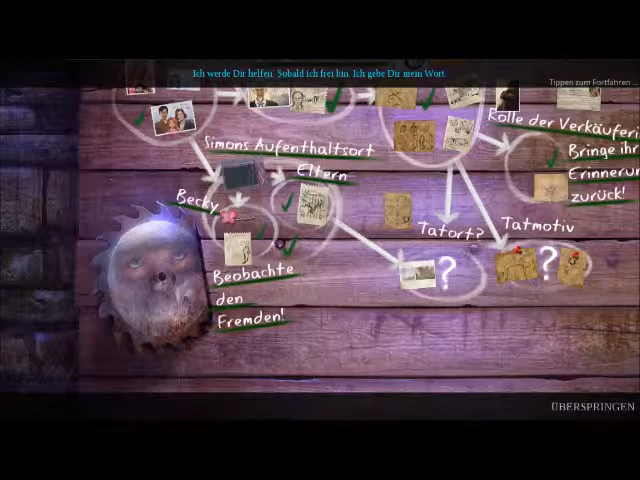 Ich werde Dir helfen. Sobald ich frei bin. Ich gebe Dir mein Wort.
Tippen zum Fortfahren ...
Rolle der Verkäuferi
Simons Aufenthaltsort
Bringe ihr
Eltern
Erinnerun
Becky
zurück!
Tatort?
Tatmotiv
Beobachte
den
Fremden!
?
?
ÜBERSPRINGEN